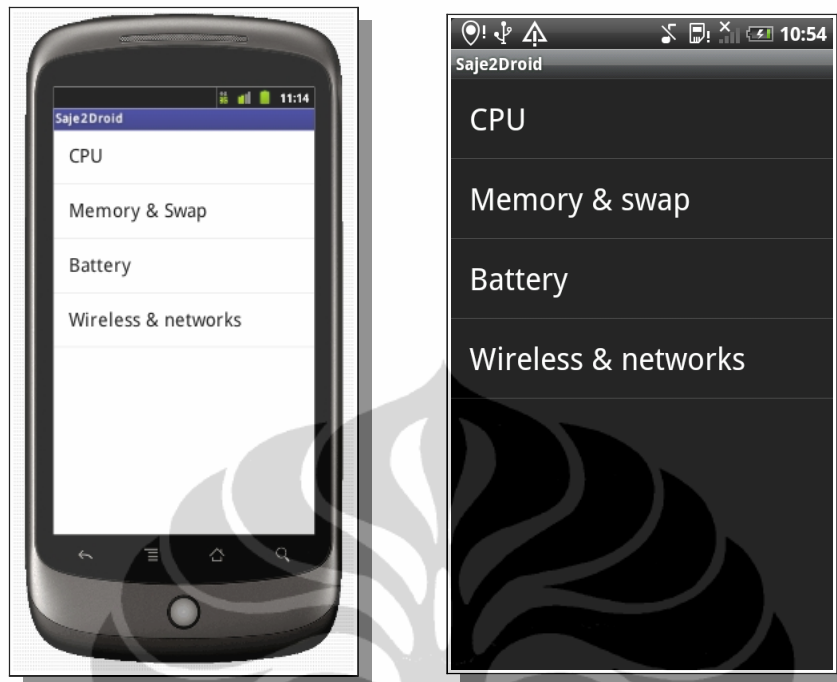 11:14
Saje2Droid
CPU
Memory & Swap
Battery
Wireless & networks
10:54
Saje2Droid
CPU
Memory & swap
Battery
Wireless & networks